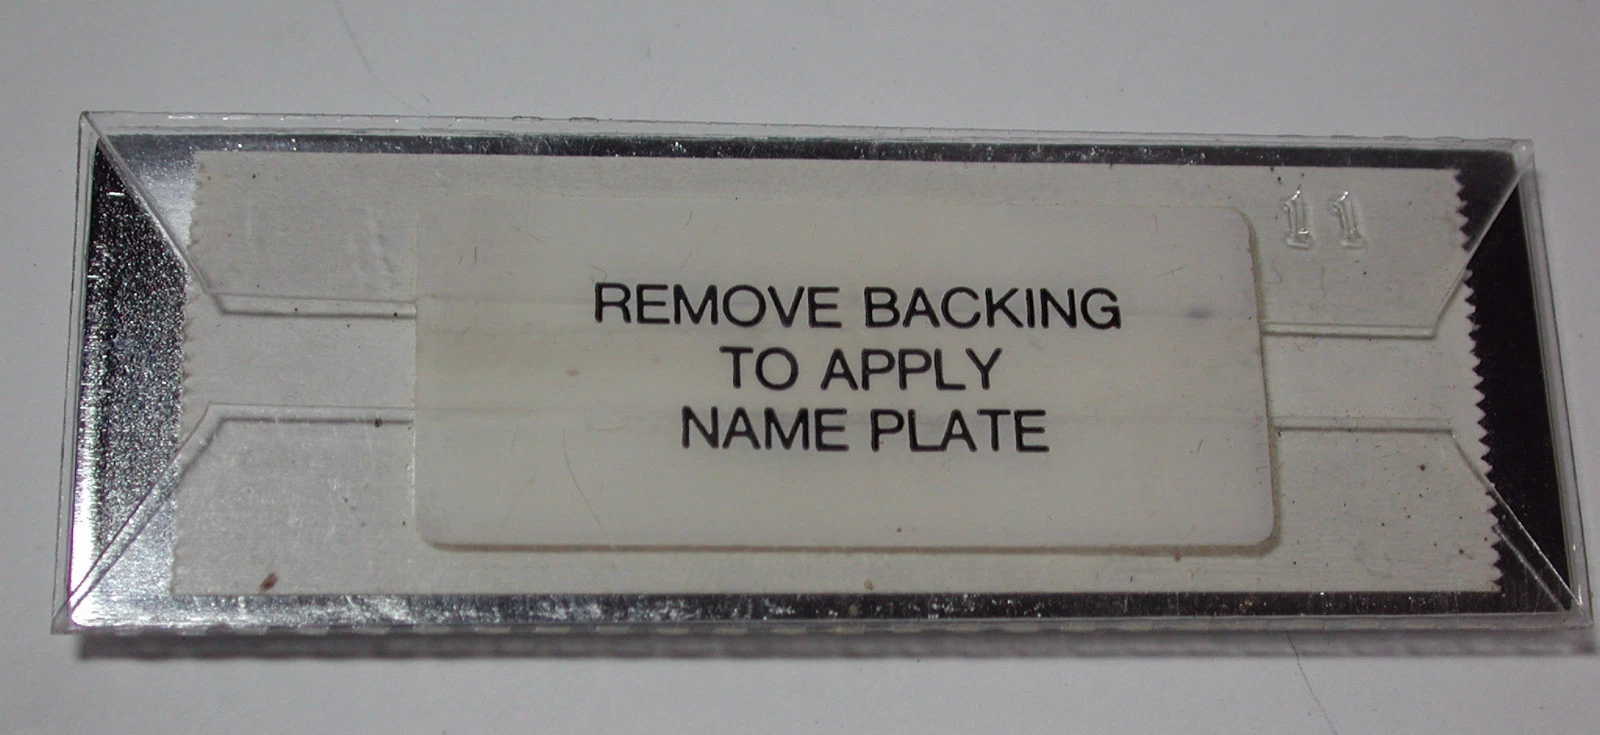 11
REMOVE BACKING
TO APPLY
NAME PLATE